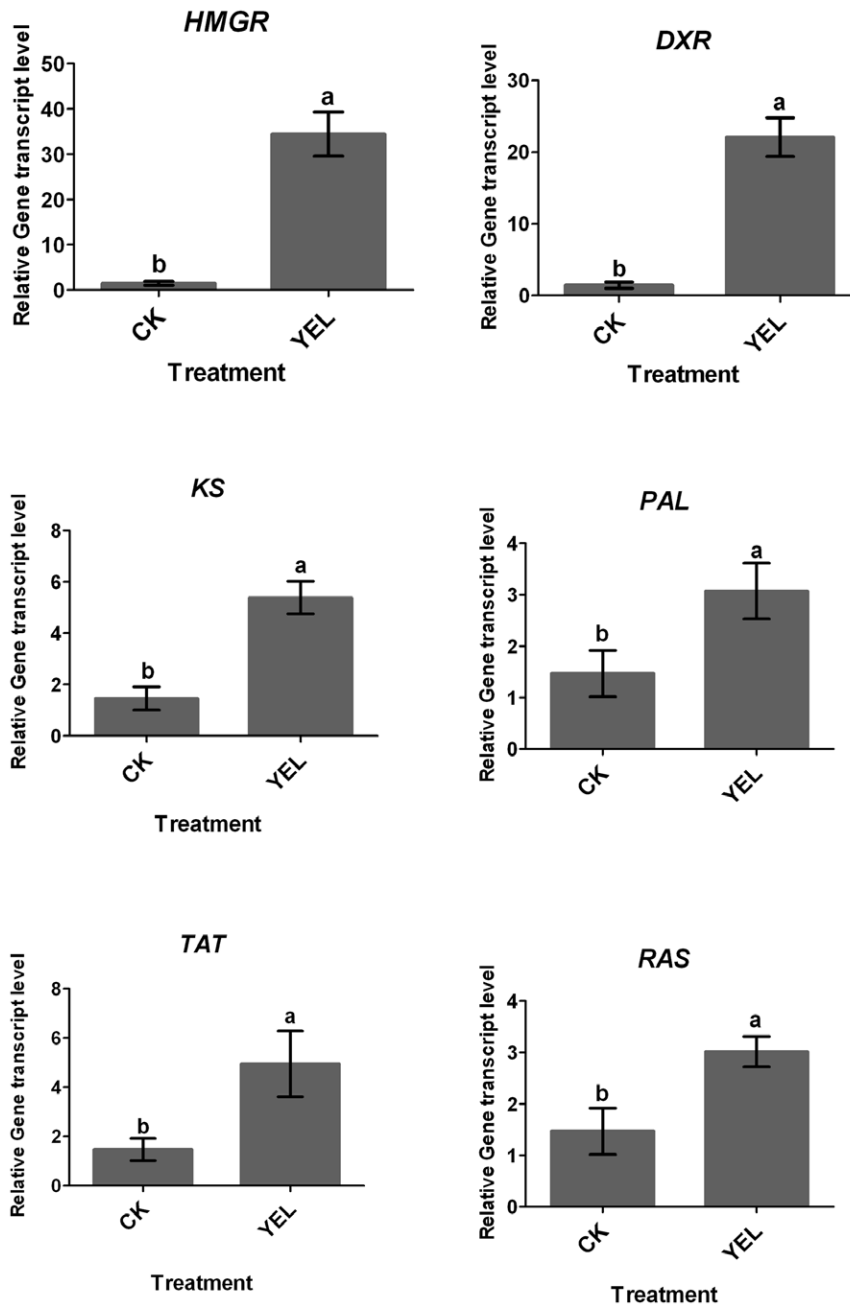 HMGR
Relative Gene transcript level
50
40
30
20
10
0
a
b
CK
YEL
Treatment
DXR
Relative Gene transcript level
30
20
10
0
a
b
CK
YEL
Treatment
KS
Relative Gene transcript level
8
6
4
2
0
a
b
CK
YEL
Treatment
PAL
Relative Gene transcript level
4
3
2
1
0
a
b
CK
YEL
TAT
Relative Gene transcript level
8
6
4
2
0
a
b
CK
YEL
Treatment
RAS
Relative Gene transcript level
4
3
2
1
0
a
b
CK
YEL
Treatment